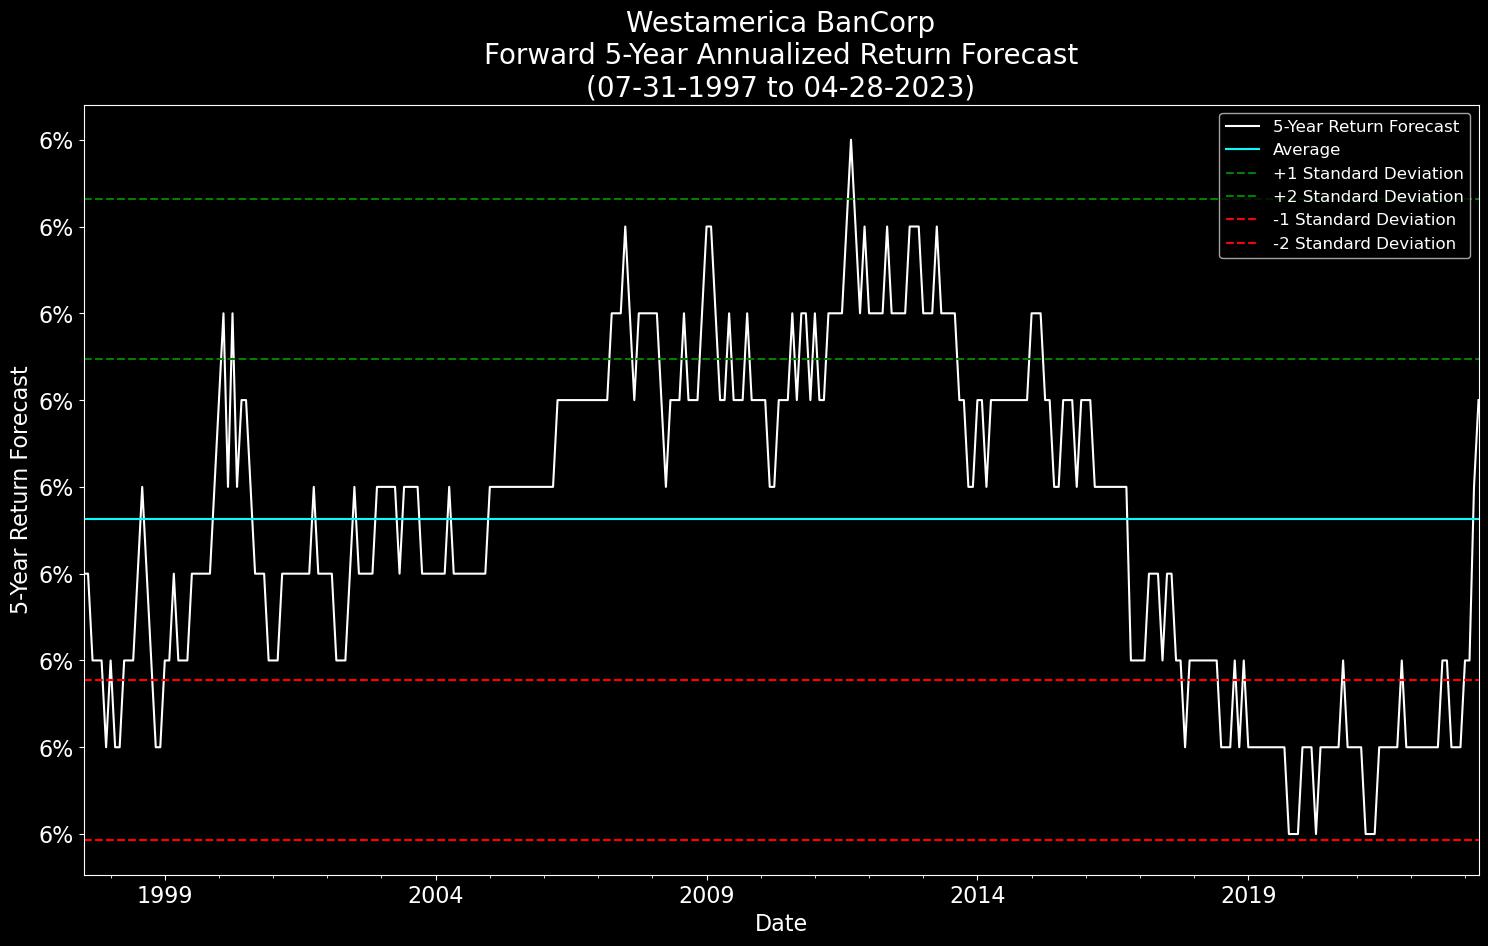 Westamerica BanCorp
Forward 5-Year Annualized Return Forecast
(07-31-1997 to 04-28-2023)
5-Year Return Forecast
Average
+1 Standard Deviation
+2 Standard Deviation
-1 Standard Deviation
-2 Standard Deviation
6%
6%
6%
6%
6%
6%
6%
6%
6%
5-Year Return Forecast
1999 2004 2009 2014 2019
Date